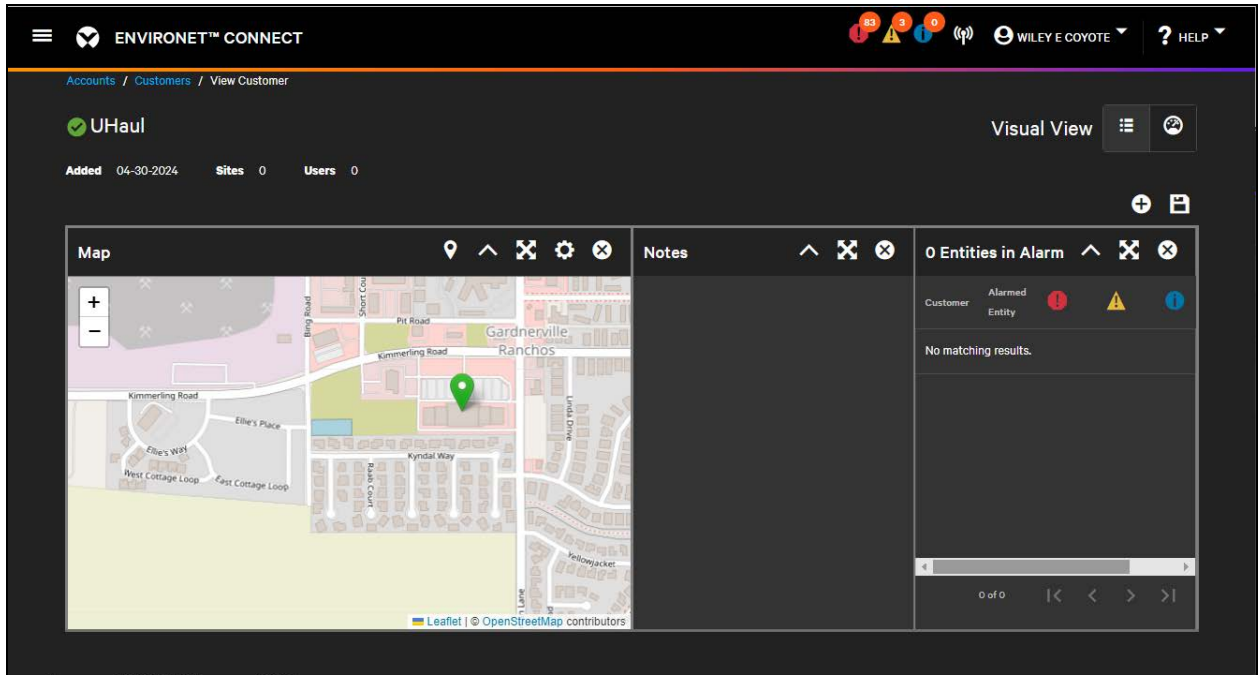 ENVIRONET™ CONNECT
83
3
0
WILEY E COYOTE
? HELP
Accounts / Customers / View Customer
UHaul
Visual View
Added 04-30-2024 Sites 0 Users 0
Map
Notes
0 Entities in Alarm
+
−
Bing Road
Short Cou
Pit Road
Gardnerville
Ranchos
Kimmerling Road
Kimmerling Road
Ellie's Place
Linda Drive
Ellie's Way
Kyndal Way
West Cottage Loop
East Cottage Loop
Raab Court
Yellowjacket
Lane
Leaflet | © OpenStreetMap contributors
Customer
Alarmed
Entity
No matching results.
0 of 0